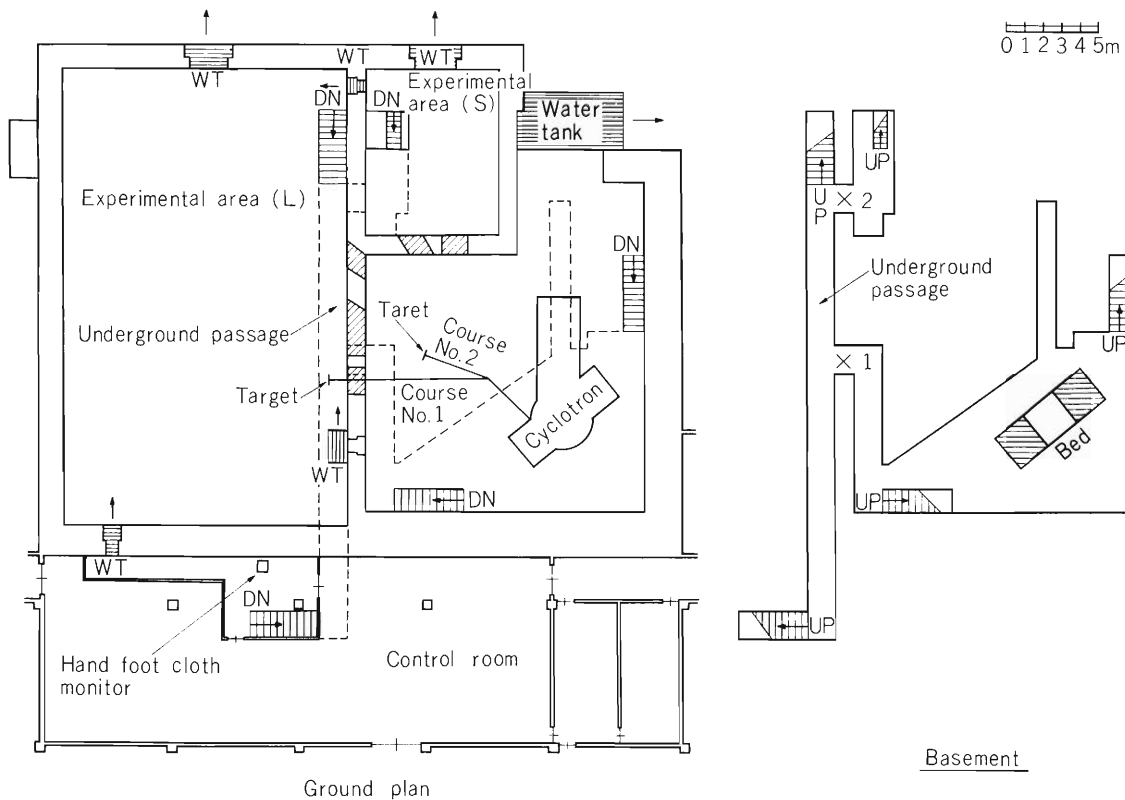 WT
WT
WT
0 1 2 3 4 5m
Experimental
area (S)
DN
DN
Water
tank
UP
Experimental area (L)
U
P
× 2
DN
Underground
passage
Underground passage
Taret
Course
No.2
UP
× 1
Target
Course
No.1
Cyclotron
Bed
WT
DN
UP
WT
DN
UP
Hand foot cloth
monitor
Control room
Basement
Ground plan